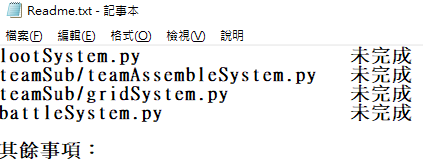 Readme.txt - 記事本
檔案(F) 編輯(E) 格式(O) 檢視(V) 說明
lootSystem.py 未完成
teamSub/teamAssembleSystem.py 未完成
teamSub/gridSystem.py 未完成
battleSystem.py 未完成
其餘事項：